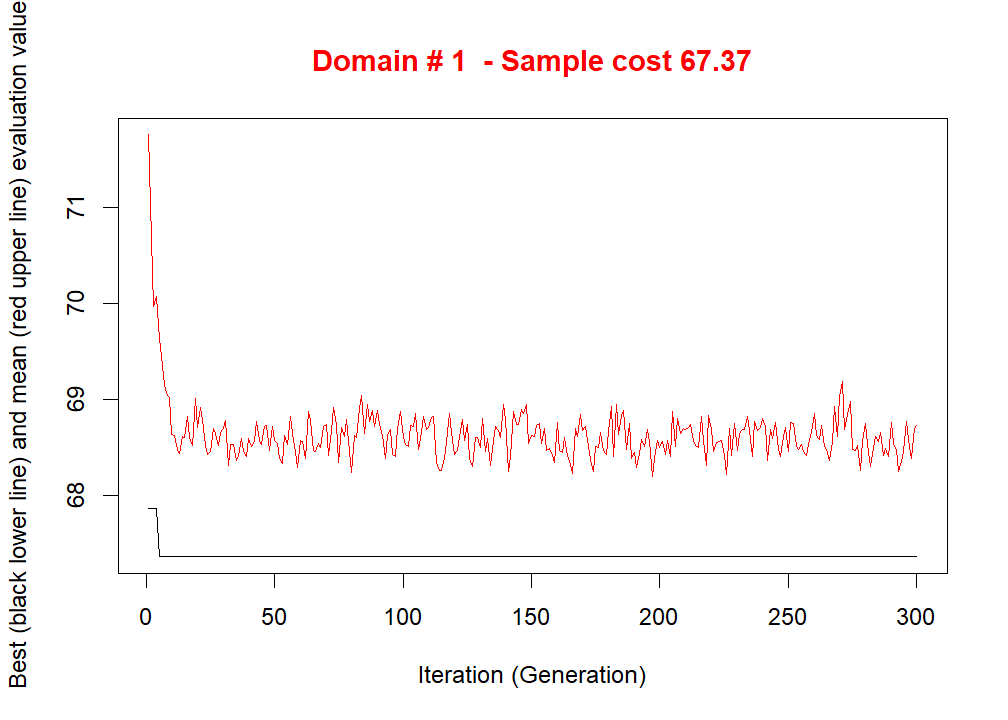 Domain # 1  - Sample cost 67.37
Best (black lower line) and mean (red upper line) evaluation value
71
70
69
68
0 50 100 150 200 250 300
Iteration (Generation)